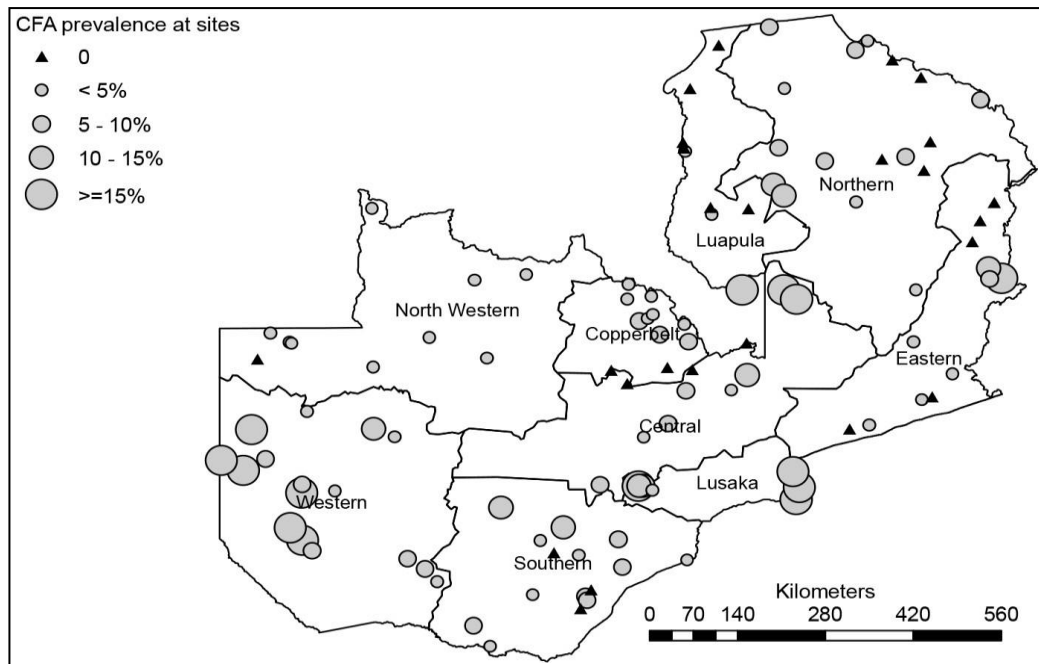 CFA prevalence at sites
0
< 5%
5 - 10%
10 - 15%
>=15%
Northern
Luapula
North Western
Copperbelt
Eastern
Central
Lusaka
Western
Southern
Kilometers
0 70 140 280 420 560